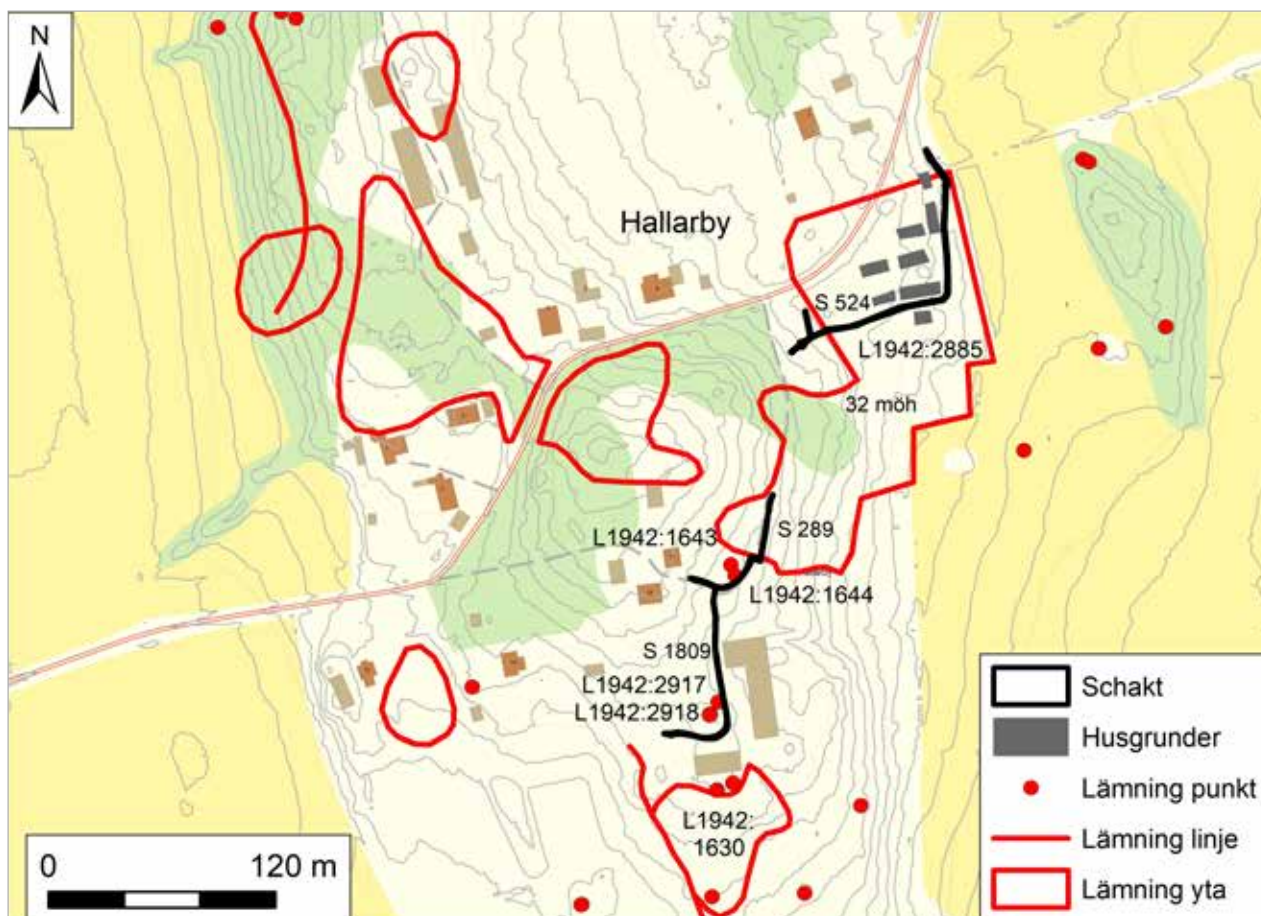 N
Hallarby
S 524
L1942:2885
32 möh
S 289
L1942:1643
L1942:1644
S 1809
L1942:2917
L1942:2918
L1942:
1630
0 120 m
Schakt
Husgrunder
Lämning punkt
Lämning linje
Lämning yta